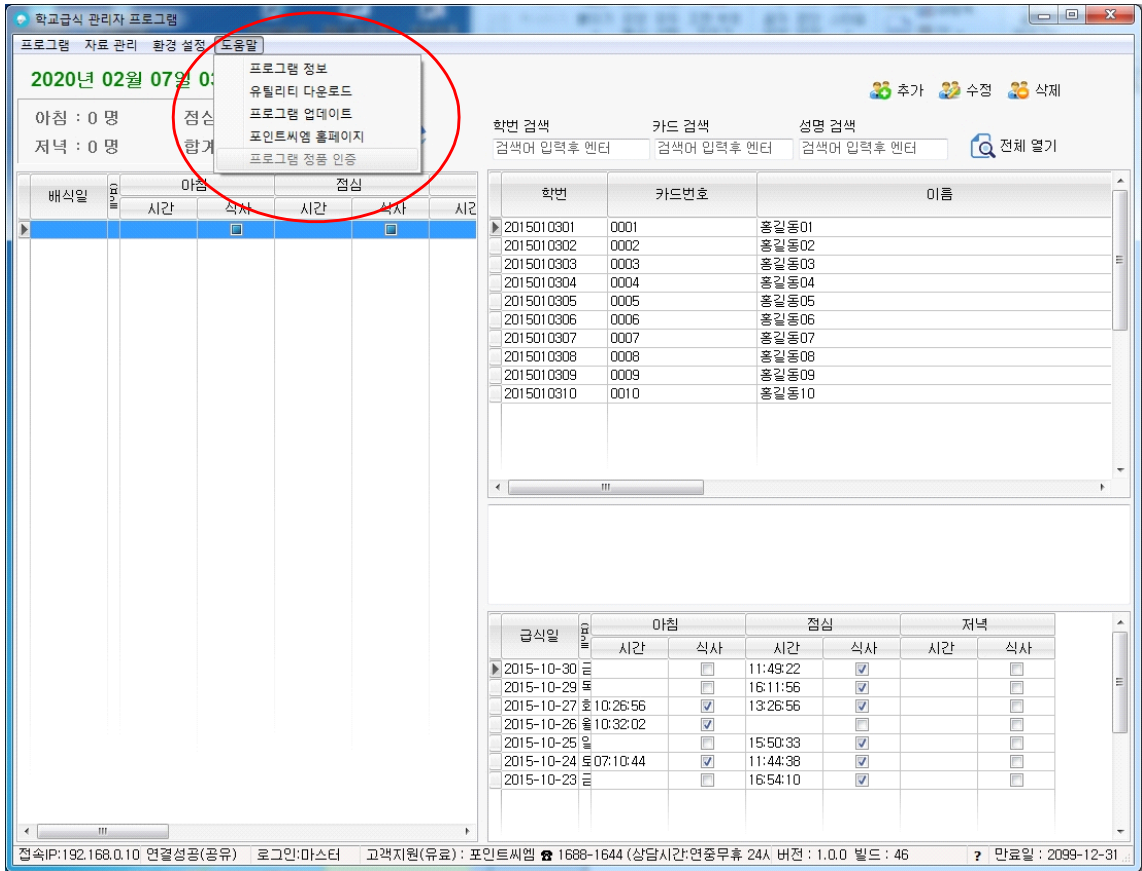 학교급식 관리자 프로그램
프로그램 자료 관리 환경 설정 도움말
프로그램 정보
유틸리티 다운로드
프로그램 업데이트
포인트씨엠 홈페이지
프로그램 정품 인증
2020년 02월 07일
추가 수정 삭제
아침 : 0 명
저녁 : 0 명
학번 검색 카드 검색 성명 검색
검색어 입력후 엔터 검색어 입력후 엔터 검색어 입력후 엔터 전체 열기
배식일 요일 아침 점심
시간 식사 시간 식사 시간
학번 카드번호 이름
2015010301 0001 홍길동01
2015010302 0002 홍길동02
2015010303 0003 홍길동03
2015010304 0004 홍길동04
2015010305 0005 홍길동05
2015010306 0006 홍길동06
2015010307 0007 홍길동07
2015010308 0008 홍길동08
2015010309 0009 홍길동09
2015010310 0010 홍길동10
급식일 요일 아침 점심 저녁
시간 식사 시간 식사 시간 식사
2015-10-30 금 11:49:22
2015-10-29 목 16:11:56
2015-10-27 화 10:26:56 13:26:56
2015-10-26 월 10:32:02
2015-10-25 일 15:50:33
2015-10-24 토 07:10:44 11:44:38
2015-10-23 금 16:54:10
접속IP:192.168.0.10 연결성공(공유) 로그인:마스터 고객지원(유료) : 포인트씨엠 ☎ 1688-1644 (상담시간:연중무휴 24시 버전 : 1.0.0 빌드 : 46 ? 만료일 : 2099-12-31